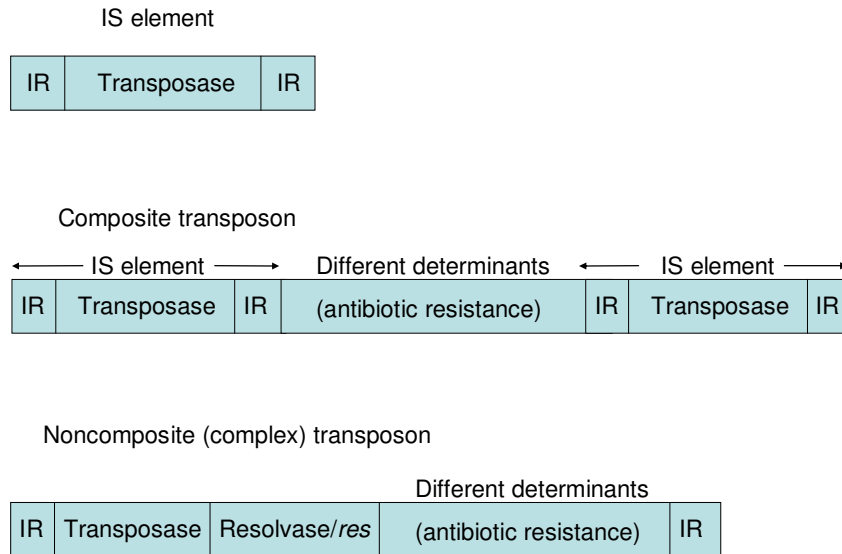 IS element
IR Transposase IR
Composite transposon
IS element Different determinants IS element
IR Transposase IR (antibiotic resistance) IR Transposase IR
Noncomposite (complex) transposon
Different determinants
IR Transposase Resolvase/res (antibiotic resistance) IR